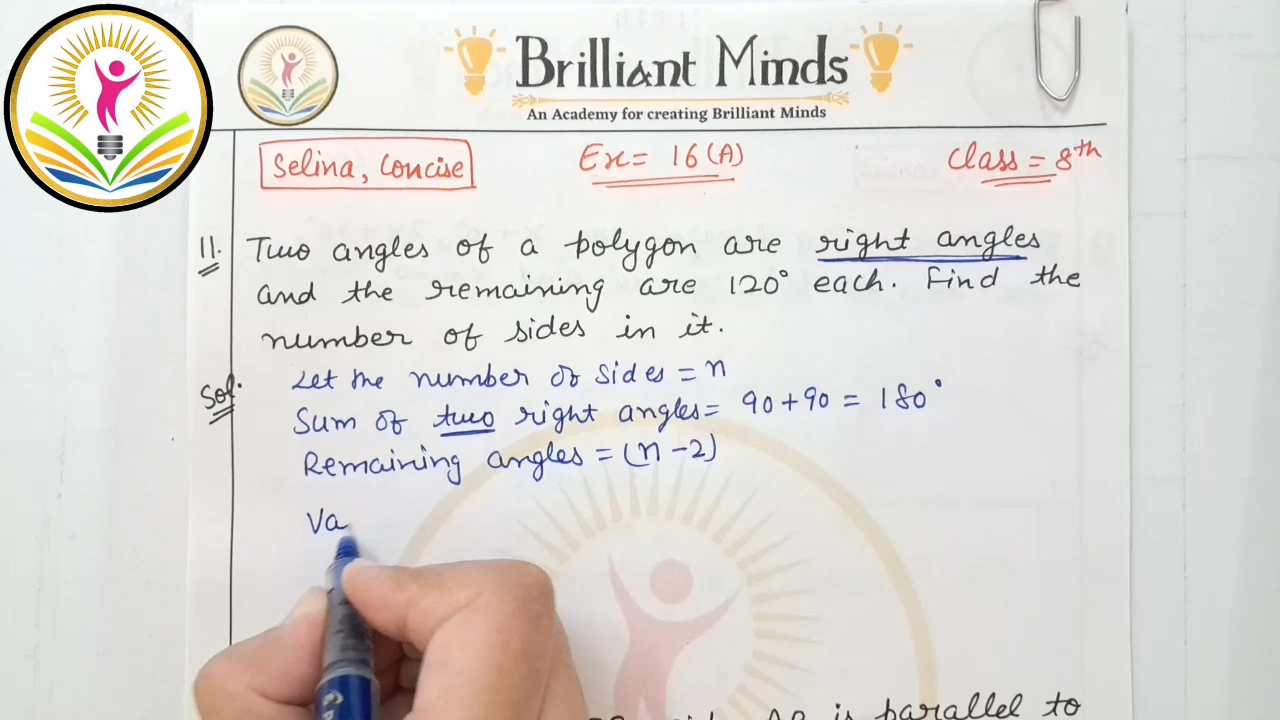 Brilliant Minds
An Academy for creating Brilliant Minds
Selina, Concise
Ex= 16(A)
Class = 8th
11. Two angles of a polygon are right angles
and the remaining are 120° each. Find the
number of sides in it.
Sol. Let the number of sides = n
Sum of two right angles= 90+90 = 180°
Remaining angles = (n-2)
Va
is parallel to